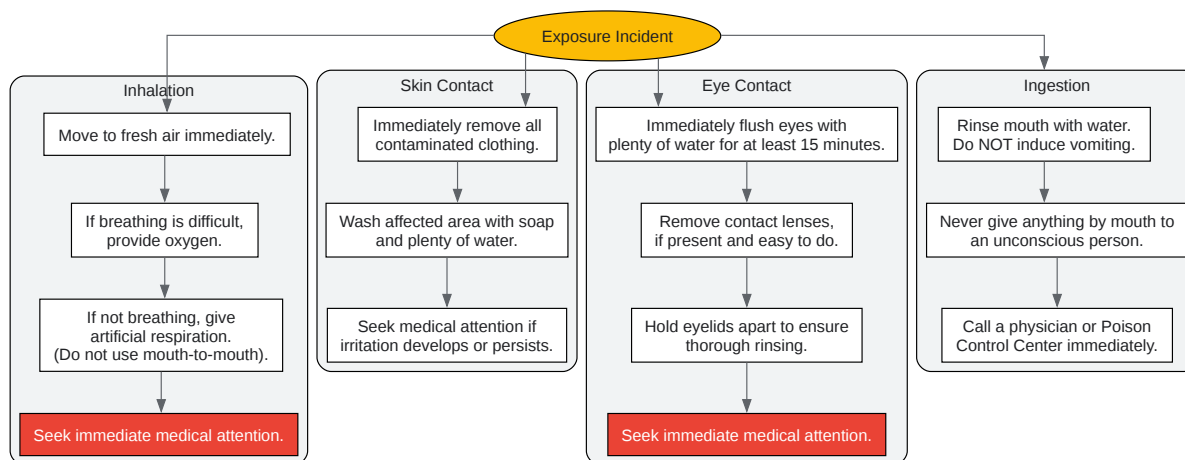 Exposure Incident
Inhalation
Move to fresh air immediately.
If breathing is difficult,
provide oxygen.
If not breathing, give
artificial respiration.
(Do not use mouth-to-mouth).
Seek immediate medical attention.
Skin Contact
Immediately remove all
contaminated clothing.
Wash affected area with soap
and plenty of water.
Seek medical attention if
irritation develops or persists.
Eye Contact
Immediately flush eyes with
plenty of water for at least 15 minutes.
Remove contact lenses,
if present and easy to do.
Hold eyelids apart to ensure
thorough rinsing.
Seek immediate medical attention.
Ingestion
Rinse mouth with water.
Do NOT induce vomiting.
Never give anything by mouth to
an unconscious person.
Call a physician or Poison
Control Center immediately.